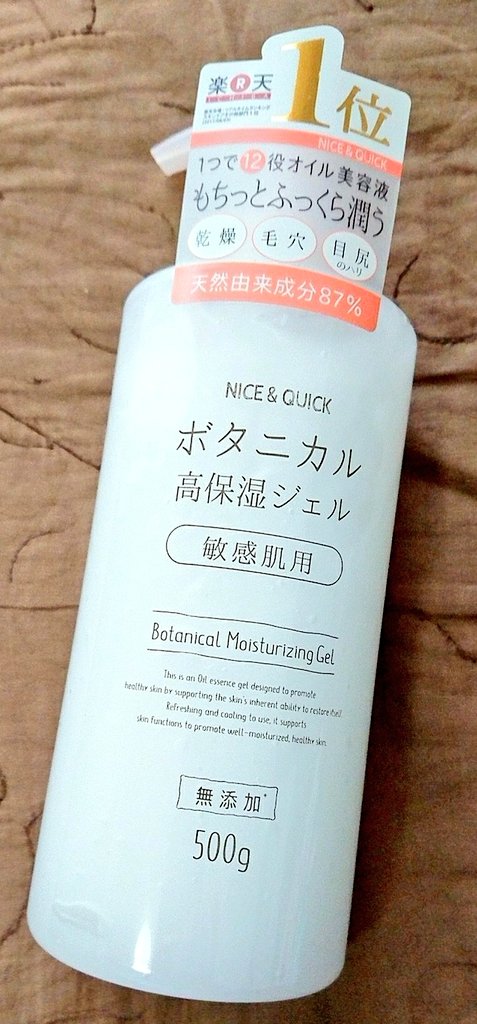 楽R天
ICHIBA
1位
NICE & QUICK
1つで12役オイル美容液
もちっとふっくら潤う
乾燥
毛穴
目尻
のハリ
天然由来成分87%
NICE & QUICK
ボタニカル
高保湿ジェル
敏感肌用
Botanical Moisturizing Gel
This is an Oil essence gel designed to promote
healthy skin by supporting the skin's inherent ability to restore itself.
Refreshing and cooling to use, it supports
skin functions to promote well-moisturized, healthy skin.
無添加*
500g